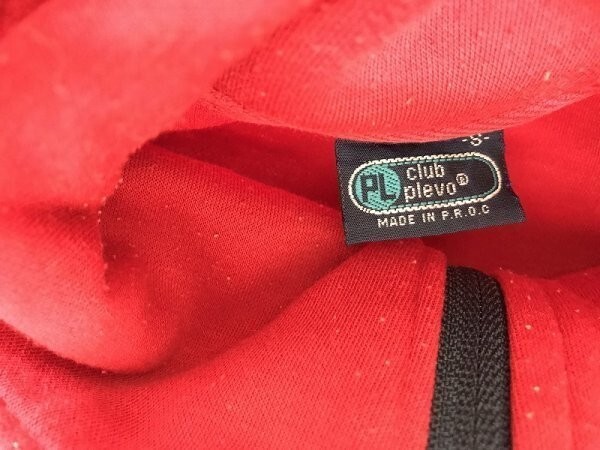 -S-
PL
club
plevo®
MADE IN P.R.O.C